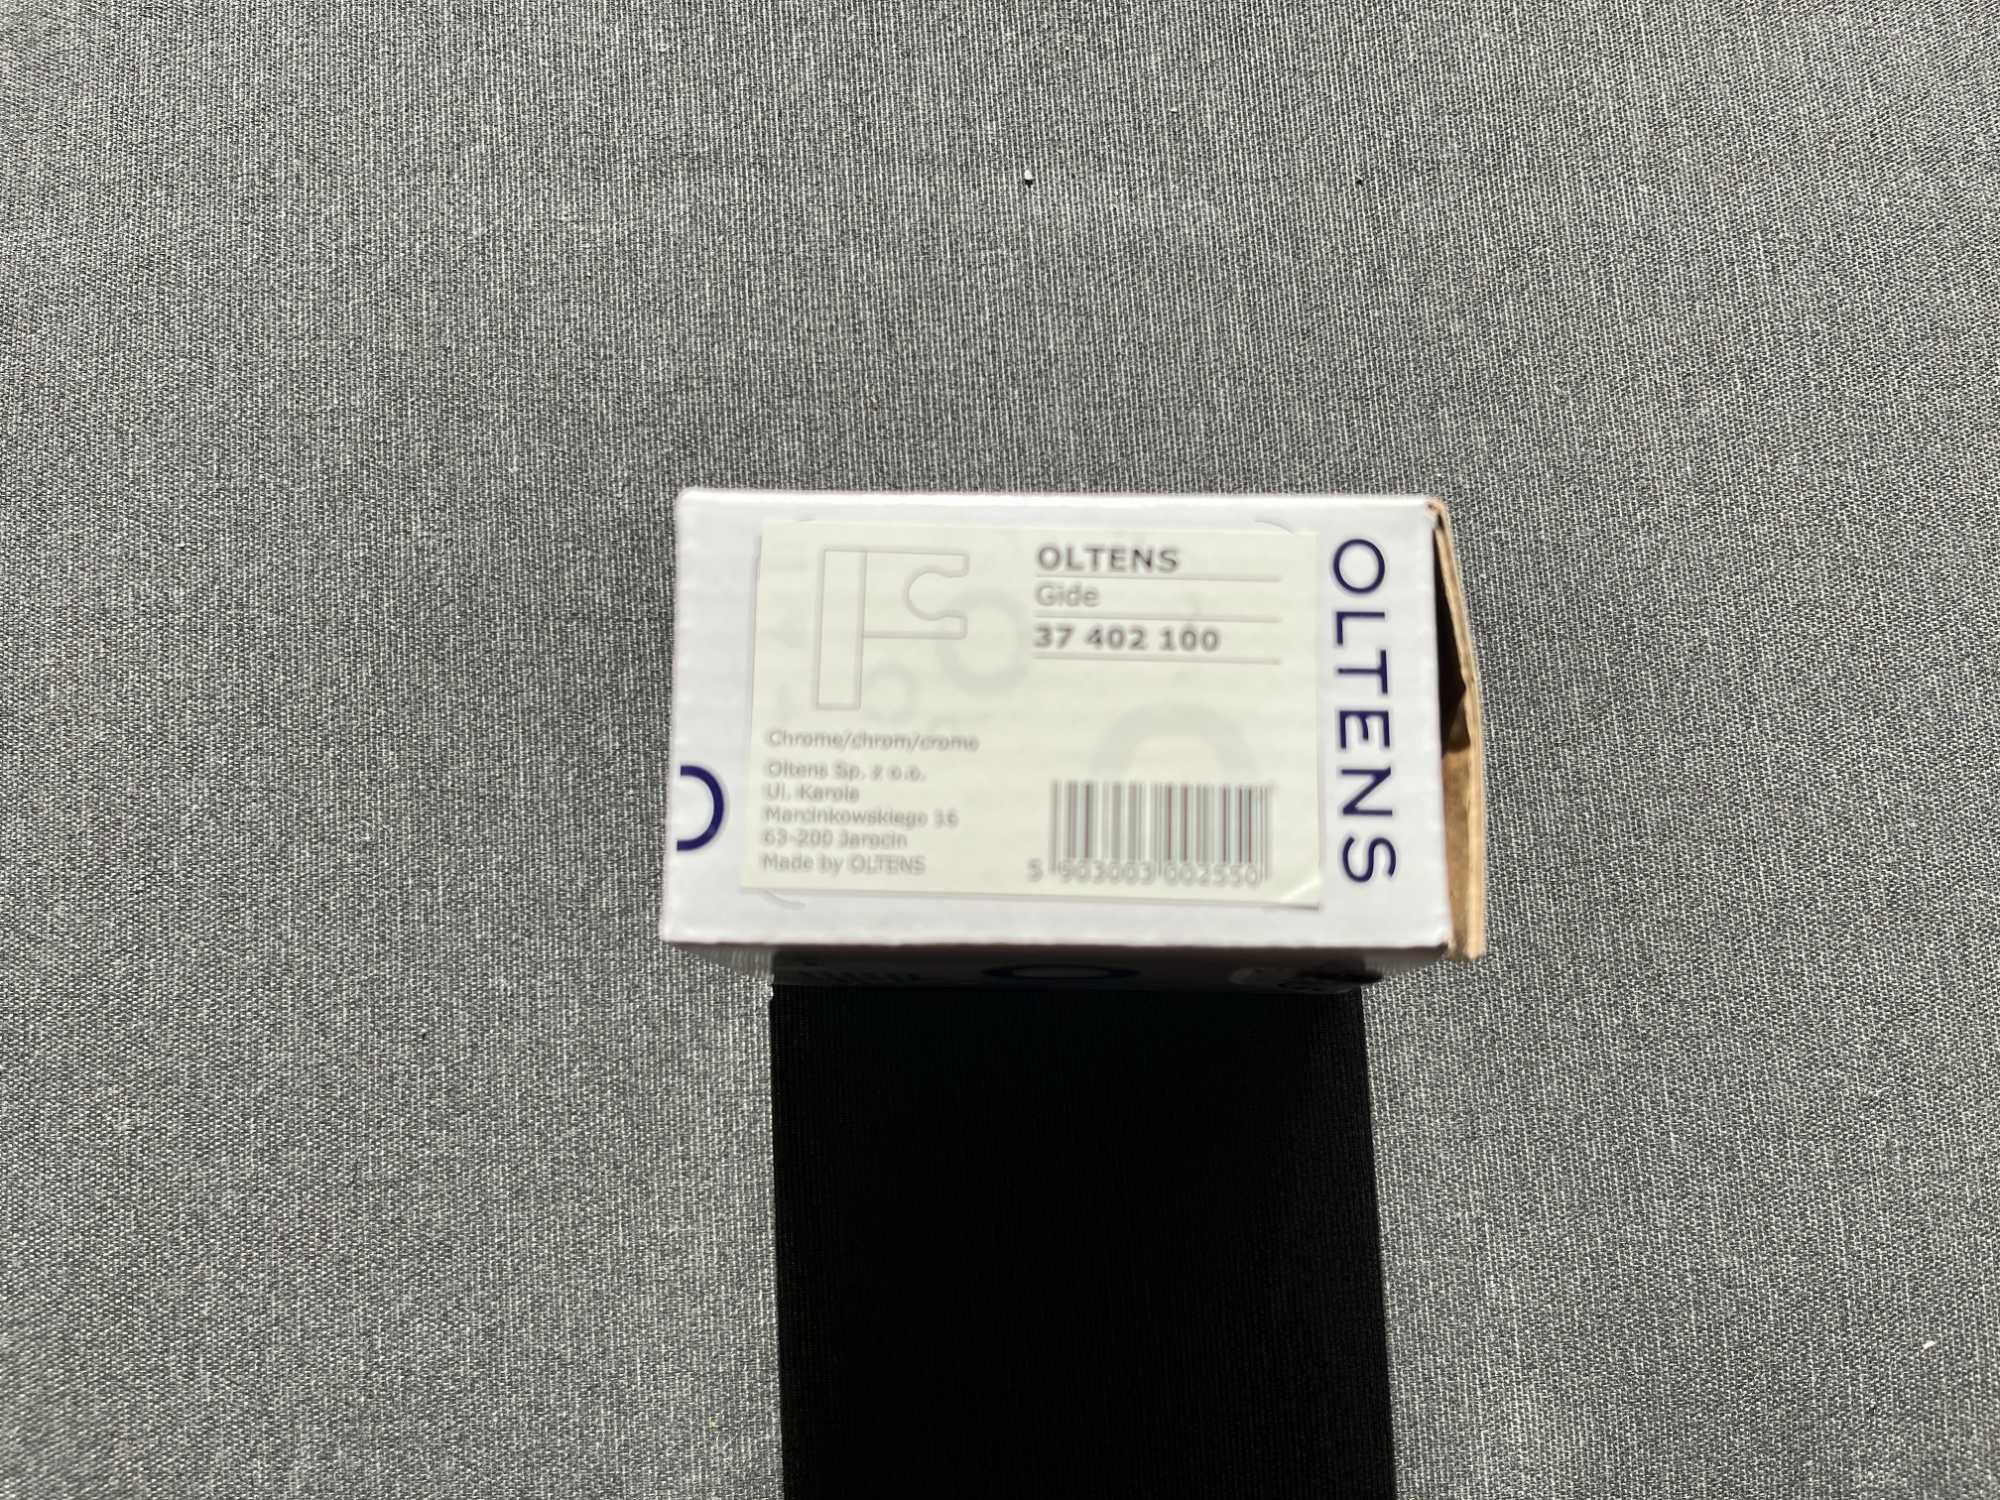 OLTENS
Gide
37 402 100
Chrome/chrom/crome
Oltens Sp. z o.o.
Ul. Karola
Marcinkowskiego 16
63-200 Jarocin
Made by OLTENS
5 903003 002550
OLTENS